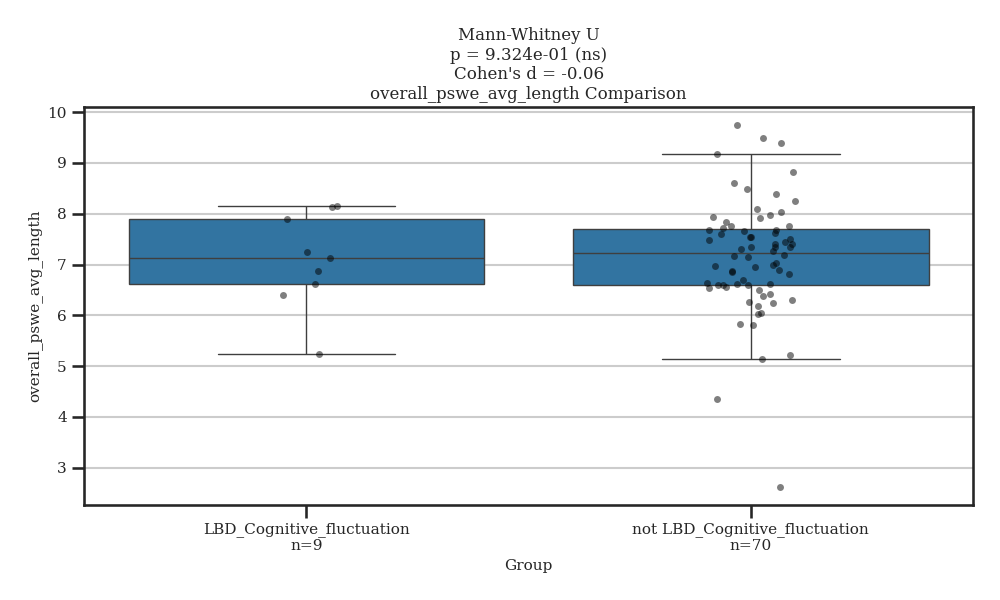 Mann-Whitney U
p = 9.324e-01 (ns)
Cohen's d = -0.06
overall_pswe_avg_length Comparison
overall_pswe_avg_length
10
9
8
7
6
5
4
3
LBD_Cognitive_fluctuation
n=9
not LBD_Cognitive_fluctuation
n=70
Group